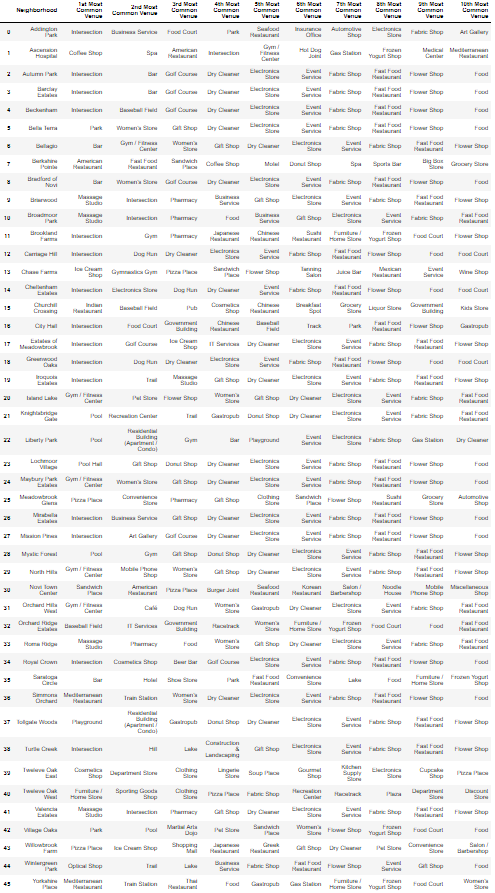 Neighborhood 1st Most Common Venue 2nd Most Common Venue 3rd Most Common Venue 4th Most Common Venue 5th Most Common Venue 6th Most Common Venue 7th Most Common Venue 8th Most Common Venue 9th Most Common Venue 10th Most Common Venue
0 Addington Park Intersection Business Service Food Court Park Seafood Restaurant Insurance Office Automotive Shop Electronics Store Fabric Shop Art Gallery
1 Ascension Hospital Coffee Shop Spa American Restaurant Intersection Gym / Fitness Center Hot Dog Joint Gas Station Frozen Yogurt Shop Medical Center Mediterranean Restaurant
2 Autumn Park Intersection Bar Golf Course Dry Cleaner Electronics Store Event Service Fabric Shop Fast Food Restaurant Flower Shop Food
3 Barclay Estates Intersection Bar Golf Course Dry Cleaner Electronics Store Event Service Fabric Shop Fast Food Restaurant Flower Shop Food
4 Beckenham Intersection Baseball Field Golf Course Dry Cleaner Electronics Store Event Service Fabric Shop Fast Food Restaurant Flower Shop Food
5 Bella Terra Park Women's Store Gift Shop Dry Cleaner Electronics Store Event Service Fabric Shop Fast Food Restaurant Flower Shop Food
6 Bellagio Bar Gym / Fitness Center Women's Store Gift Shop Dry Cleaner Electronics Store Event Service Fabric Shop Fast Food Restaurant Flower Shop
7 Berkshire Pointe American Restaurant Fast Food Restaurant Sandwich Place Coffee Shop Motel Donut Shop Spa Sports Bar Big Box Store Grocery Store
8 Bradford of Novi Bar Women's Store Golf Course Dry Cleaner Electronics Store Event Service Fabric Shop Fast Food Restaurant Flower Shop Food
9 Briarwood Massage Studio Intersection Pharmacy Business Service Gift Shop Electronics Store Event Service Fabric Shop Fast Food Restaurant Flower Shop
10 Broadmoor Park Massage Studio Intersection Pharmacy Food Business Service Gift Shop Electronics Store Event Service Fabric Shop Fast Food Restaurant
11 Brookland Farms Intersection Gym Pharmacy Japanese Restaurant Chinese Restaurant Sushi Restaurant Furniture / Home Store Frozen Yogurt Shop Food Court Flower Shop
12 Carriage Hill Intersection Dog Run Dry Cleaner Electronics Store Event Service Fabric Shop Fast Food Restaurant Flower Shop Food Food Court
13 Chase Farms Ice Cream Shop Gymnastics Gym Pizza Place Sandwich Place Flower Shop Tanning Salon Juice Bar Mexican Restaurant Event Service Wine Shop
14 Cheltenham Estates Intersection Electronics Store Dog Run Dry Cleaner Event Service Fabric Shop Fast Food Restaurant Flower Shop Food Food Court
15 Churchill Crossing Indian Restaurant Baseball Field Pub Cosmetics Shop Chinese Restaurant Breakfast Spot Grocery Store Liquor Store Government Building Kids Store
16 City Hall Intersection Food Court Government Building Chinese Restaurant Baseball Field Track Park Fast Food Restaurant Flower Shop Gastropub
17 Estates of Meadowbrook Intersection Golf Course Ice Cream Shop IT Services Dry Cleaner Electronics Store Event Service Fabric Shop Fast Food Restaurant Flower Shop
18 Greenwood Oaks Intersection Dog Run Dry Cleaner Electronics Store Event Service Fabric Shop Fast Food Restaurant Flower Shop Food Food Court
19 Iroquois Estates Intersection Trail Massage Studio Gift Shop Dry Cleaner Electronics Store Event Service Fabric Shop Fast Food Restaurant Flower Shop
20 Island Lake Gym / Fitness Center Pet Store Flower Shop Women's Store Gift Shop Dry Cleaner Electronics Store Event Service Fabric Shop Fast Food Restaurant
21 Knightsbridge Gate Pool Recreation Center Trail Gastropub Donut Shop Dry Cleaner Electronics Store Event Service Fabric Shop Fast Food Restaurant
22 Liberty Park Pool Residential Building (Apartment / Condo) Gym Bar Playground Event Service Electronics Store Fabric Shop Gas Station Dry Cleaner
23 Lochmoor Village Pool Hall Gift Shop Donut Shop Dry Cleaner Electronics Store Event Service Fabric Shop Fast Food Restaurant Flower Shop Food
24 Maybury Park Estates Gym / Fitness Center Women's Store Gift Shop Dry Cleaner Electronics Store Event Service Fabric Shop Fast Food Restaurant Flower Shop Food
25 Meadowbrook Glens Pizza Place Convenience Store Pharmacy Gift Shop Clothing Store Sandwich Place Flower Shop Sushi Restaurant Grocery Store Automotive Shop
26 Mirabella Estates Intersection Business Service Gift Shop Dry Cleaner Electronics Store Event Service Fabric Shop Fast Food Restaurant Flower Shop Food
27 Mission Pines Intersection Art Gallery Golf Course Dry Cleaner Electronics Store Event Service Fabric Shop Fast Food Restaurant Flower Shop Food
28 Mystic Forest Pool Gym Gift Shop Donut Shop Dry Cleaner Electronics Store Event Service Fabric Shop Fast Food Restaurant Flower Shop
29 North Hills Gym / Fitness Center Mobile Phone Shop Women's Store Gift Shop Dry Cleaner Electronics Store Event Service Fabric Shop Fast Food Restaurant Flower Shop
30 Novi Town Center Sandwich Place American Restaurant Pizza Place Burger Joint Seafood Restaurant Korean Restaurant Salon / Barbershop Noodle House Mobile Phone Shop Miscellaneous Shop
31 Orchard Hills West Gym / Fitness Center Café Dog Run Women's Store Gastropub Dry Cleaner Electronics Store Event Service Fabric Shop Fast Food Restaurant
32 Orchard Ridge Estates Baseball Field IT Services Government Building Racetrack Women's Store Furniture / Home Store Frozen Yogurt Shop Food Court Food Fast Food Restaurant
33 Roma Ridge Massage Studio Pharmacy Food Women's Store Gift Shop Dry Cleaner Electronics Store Event Service Fabric Shop Fast Food Restaurant
34 Royal Crown Intersection Cosmetics Shop Beer Bar Golf Course Electronics Store Event Service Fabric Shop Fast Food Restaurant Flower Shop Food
35 Saratoga Circle Bar Hotel Shoe Store Park Fast Food Restaurant Convenience Store Lake Food Furniture / Home Store Frozen Yogurt Shop
36 Simmons Orchard Mediterranean Restaurant Train Station Women's Store Dry Cleaner Electronics Store Event Service Fabric Shop Fast Food Restaurant Flower Shop Food
37 Tollgate Woods Playground Residential Building (Apartment / Condo) Gastropub Donut Shop Dry Cleaner Electronics Store Event Service Fabric Shop Fast Food Restaurant Flower Shop
38 Turtle Creek Intersection Hill Lake Construction & Landscaping Gift Shop Electronics Store Event Service Fabric Shop Fast Food Restaurant Flower Shop
39 Twelve Oak East Cosmetics Shop Department Store Clothing Store Lingerie Store Soup Place Gourmet Shop Kitchen Supply Store Electronics Store Cupcake Shop Pizza Place
40 Twelve Oak West Furniture / Home Store Sporting Goods Shop Clothing Store Pizza Place Fabric Shop Recreation Center Racetrack Plaza Department Store Discount Store
41 Valencia Estates Massage Studio Intersection Pharmacy Gift Shop Dry Cleaner Electronics Store Event Service Fabric Shop Fast Food Restaurant Flower Shop
42 Village Oaks Park Pool Martial Arts Dojo Pet Store Sandwich Place Women's Store Flower Shop Frozen Yogurt Shop Food Court Food
43 Willowbrook Farm Pizza Place Ice Cream Shop Shopping Mall Japanese Restaurant Greek Restaurant Gift Shop Dry Cleaner Pet Store Convenience Store Salon / Barbershop
44 Wintergreen Park Optical Shop Trail Lake Business Service Fabric Shop Fast Food Restaurant Flower Shop Frozen Yogurt Shop Food Court Food
45 Yorkshire Place Mediterranean Restaurant Train Station Thai Restaurant Food Gastropub Gas Station Furniture / Home Store Frozen Yogurt Shop Food Court Women's Store